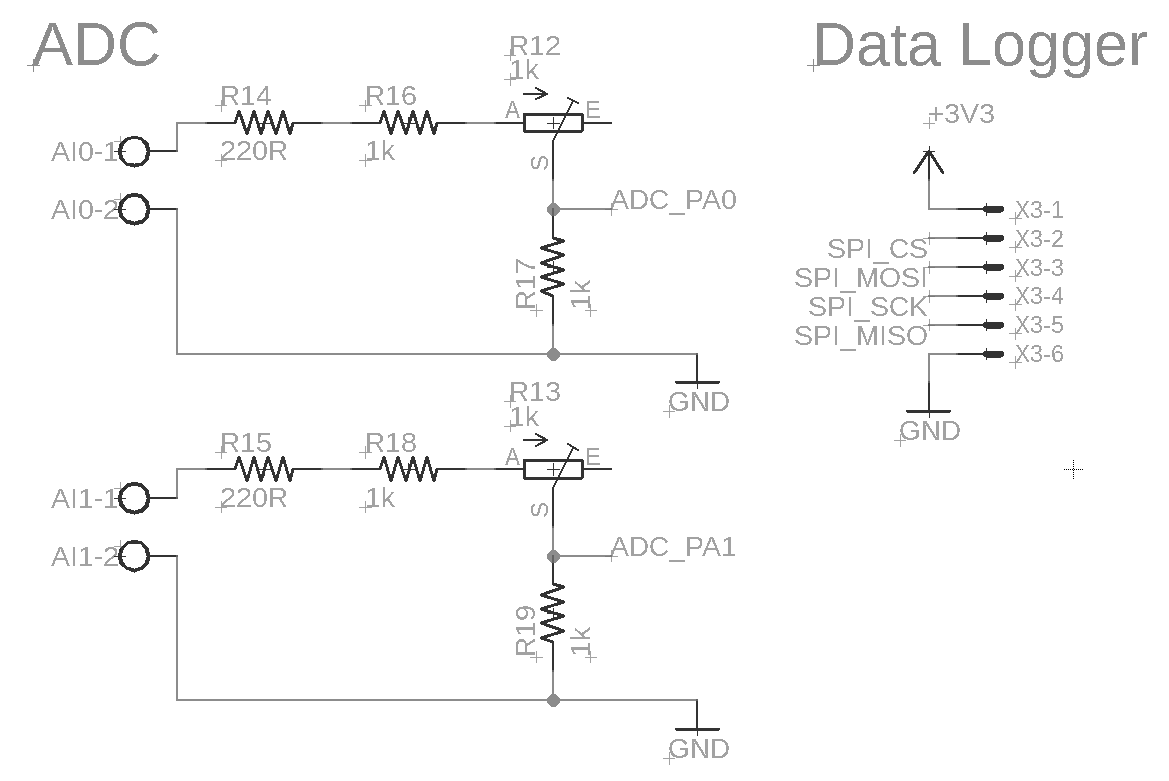 ADC
R12
1k
R14
R16
A
E
AI0-1
220R
1k
S
AI0-2
ADC_PA0
R17
1k
GND
R13
1k
R15
R18
A
E
AI1-1
220R
1k
S
AI1-2
ADC_PA1
R19
1k
GND
Data Logger
+3V3
X3-1
X3-2
SPI_CS
X3-3
SPI_MOSI
X3-4
SPI_SCK
X3-5
SPI_MISO
X3-6
GND